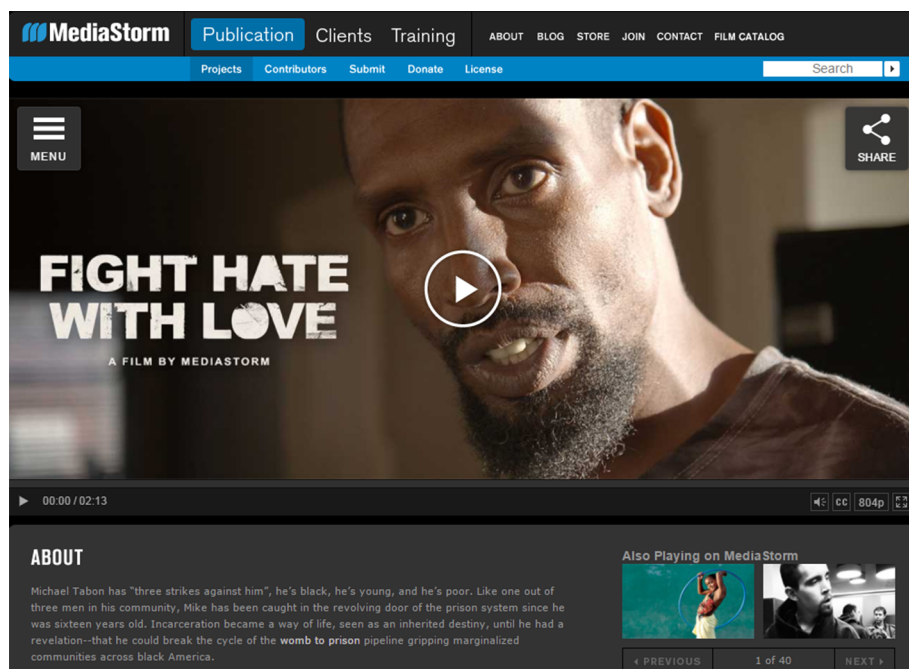 MediaStorm
Publication Clients Training ABOUT BLOG STORE JOIN CONTACT FILM CATALOG
Projects Contributors Submit Donate License Search
MENU
SHARE
FIGHT HATE
WITH LOVE
A FILM BY MEDIASTORM
00:00 / 02:13 CC 804p
ABOUT
Michael Tabon has "three strikes against him", he's black, he's young, and he's poor. Like one out of
three men in his community, Mike has been caught in the revolving door of the prison system since he
was sixteen years old. Incarceration became a way of life, seen as an inherited destiny, until he had a
revelation--that he could break the cycle of the womb to prison pipeline gripping marginalized
communities across black America.
Also Playing on MediaStorm
PREVIOUS 1 of 40 NEXT